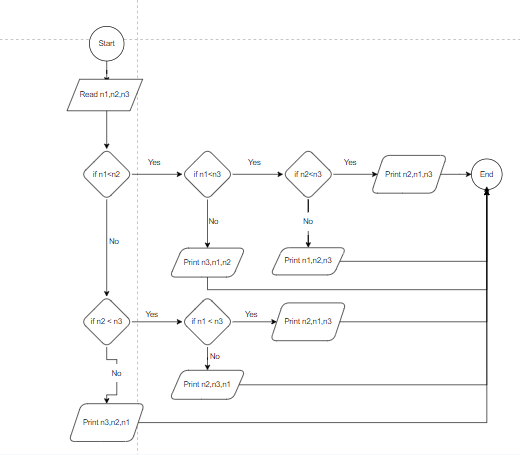 Start
Read n1,n2,n3
if n1<n2
Yes
if n1<n3
Yes
if n2<n3
Yes
Print n2,n1,n3
End
No
No
No
Print n3,n1,n2
Print n1,n2,n3
if n2 < n3
Yes
if n1 < n3
Yes
Print n2,n1,n3
No
No
Print n2,n3,n1
Print n3,n2,n1